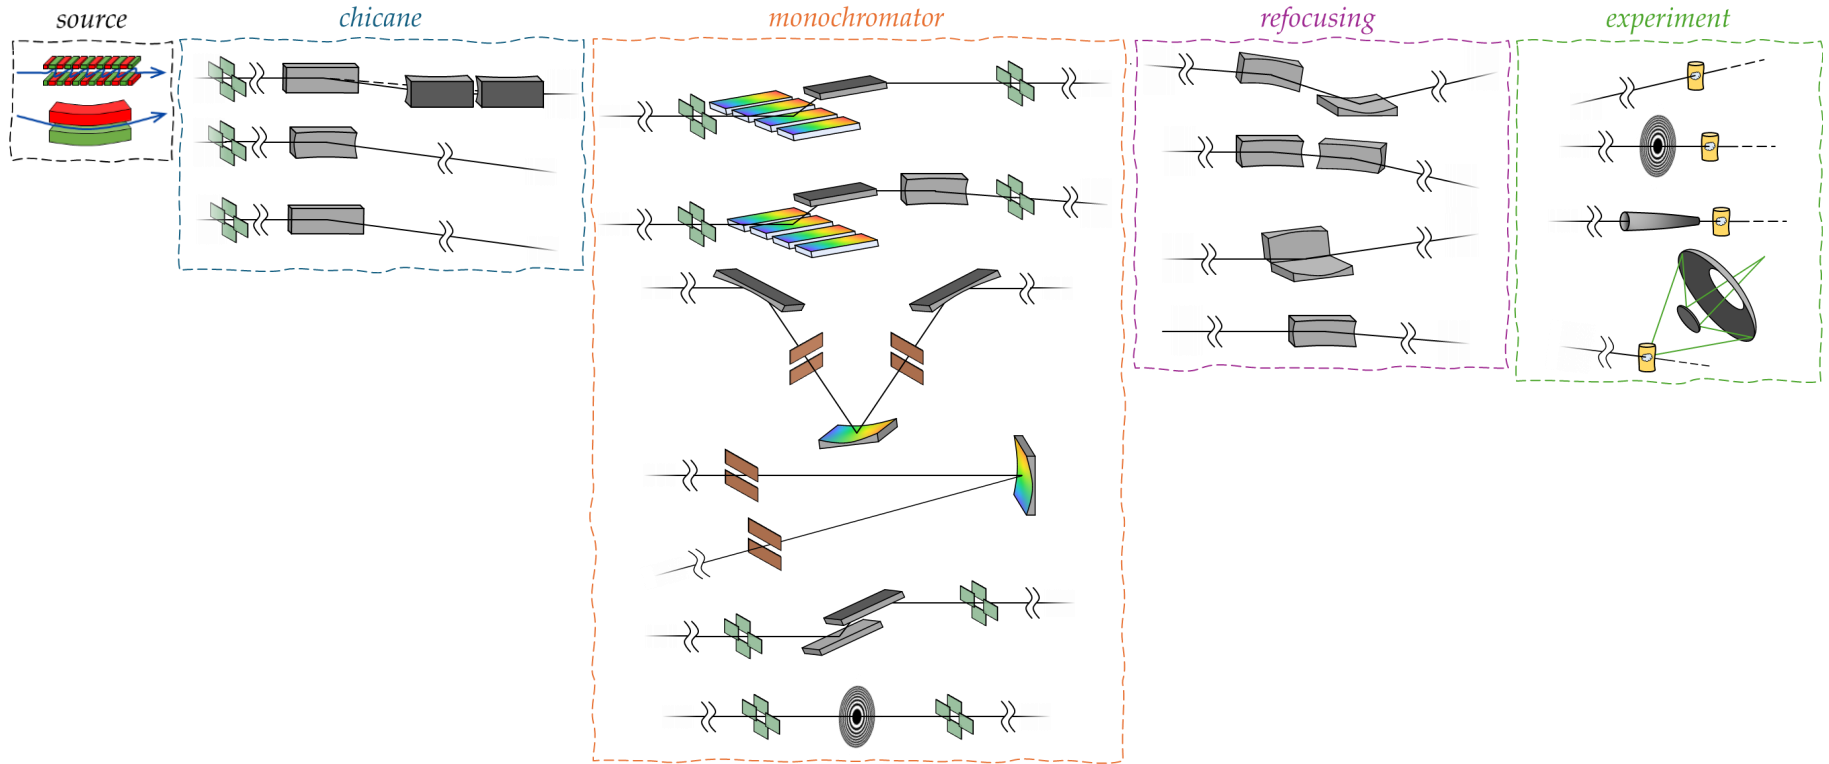 source
chicane
monochromator
refocusing
experiment